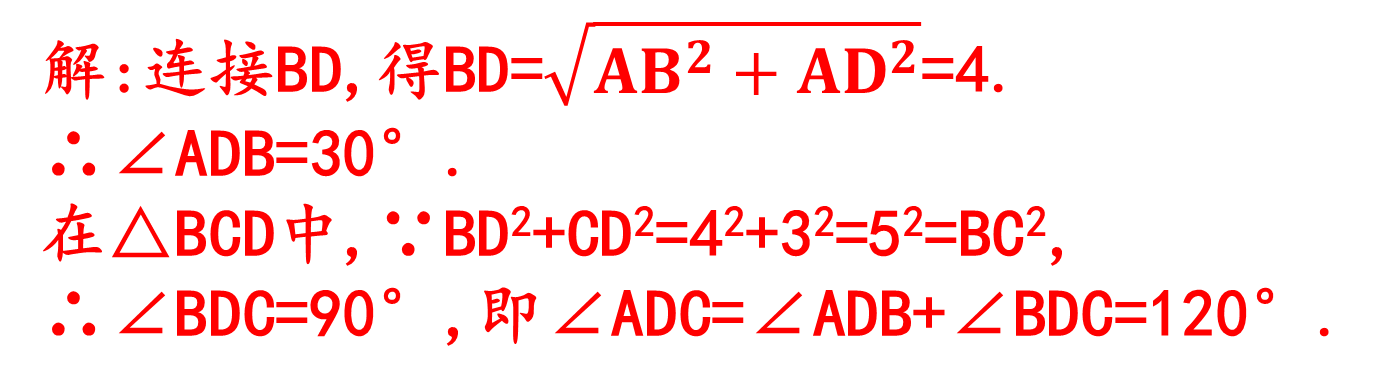 解:连接BD,得BD=√AB²+AD²=4.
∴∠ADB=30°.
在△BCD中,∵BD²+CD²=4²+3²=5²=BC²,
∴∠BDC=90°,即∠ADC=∠ADB+∠BDC=120°.